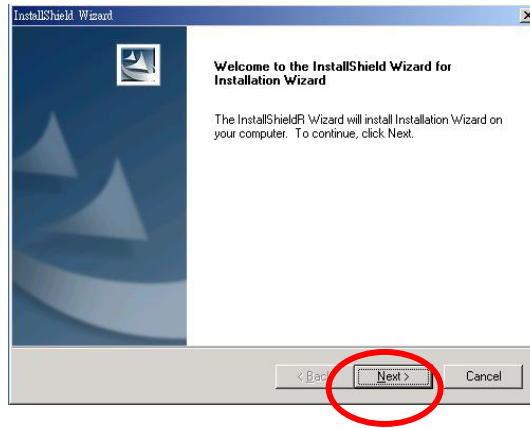 InstallShield Wizard
Welcome to the InstallShield Wizard for
Installation Wizard
The InstallShieldR Wizard will install Installation Wizard on
your computer.  To continue, click Next.
< Back
Next >
Cancel